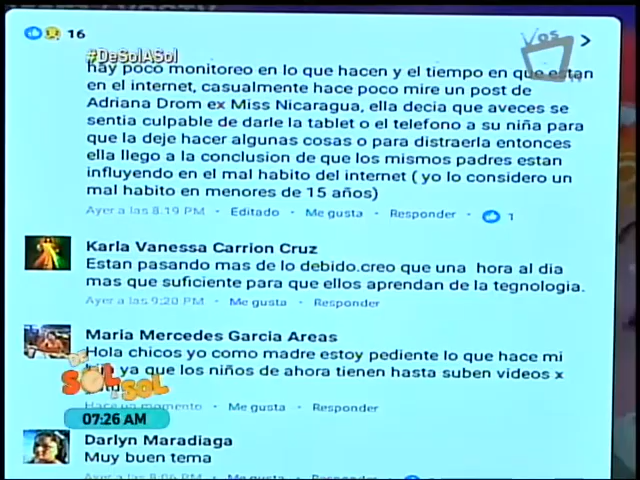 16
#DeSolASol
Vos TV
hay poco monitoreo en lo que hacen y el tiempo en que estan
en el internet, casualmente hace poco mire un post de
Adriana Drom ex Miss Nicaragua, ella decia que aveces se
sentia culpable de darle la tablet o el telefono a su niña para
que la deje hacer algunas cosas o para distraerla entonces
ella llego a la conclusion de que los mismos padres estan
influyendo en el mal habito del internet ( yo lo considero un
mal habito en menores de 15 años)
Ayer a las 8.19 PM · Editado · Me gusta · Responder · 1
Karla Vanessa Carrion Cruz
Estan pasando mas de lo debido.creo que una hora al dia
mas que suficiente para que ellos aprendan de la tegnologia.
Ayer a las 9:20 PM · Me gusta · Responder
Maria Mercedes Garcia Areas
Hola chicos yo como madre estoy pediente lo que hace mi
ya que los niños de ahora tienen hasta suben videos x
Hace un momento · Me gusta · Responder
DE SOL A SOL
07:26 AM
Darlyn Maradiaga
Muy buen tema
Ayer a las 8:06 PM · Me gusta · Responder